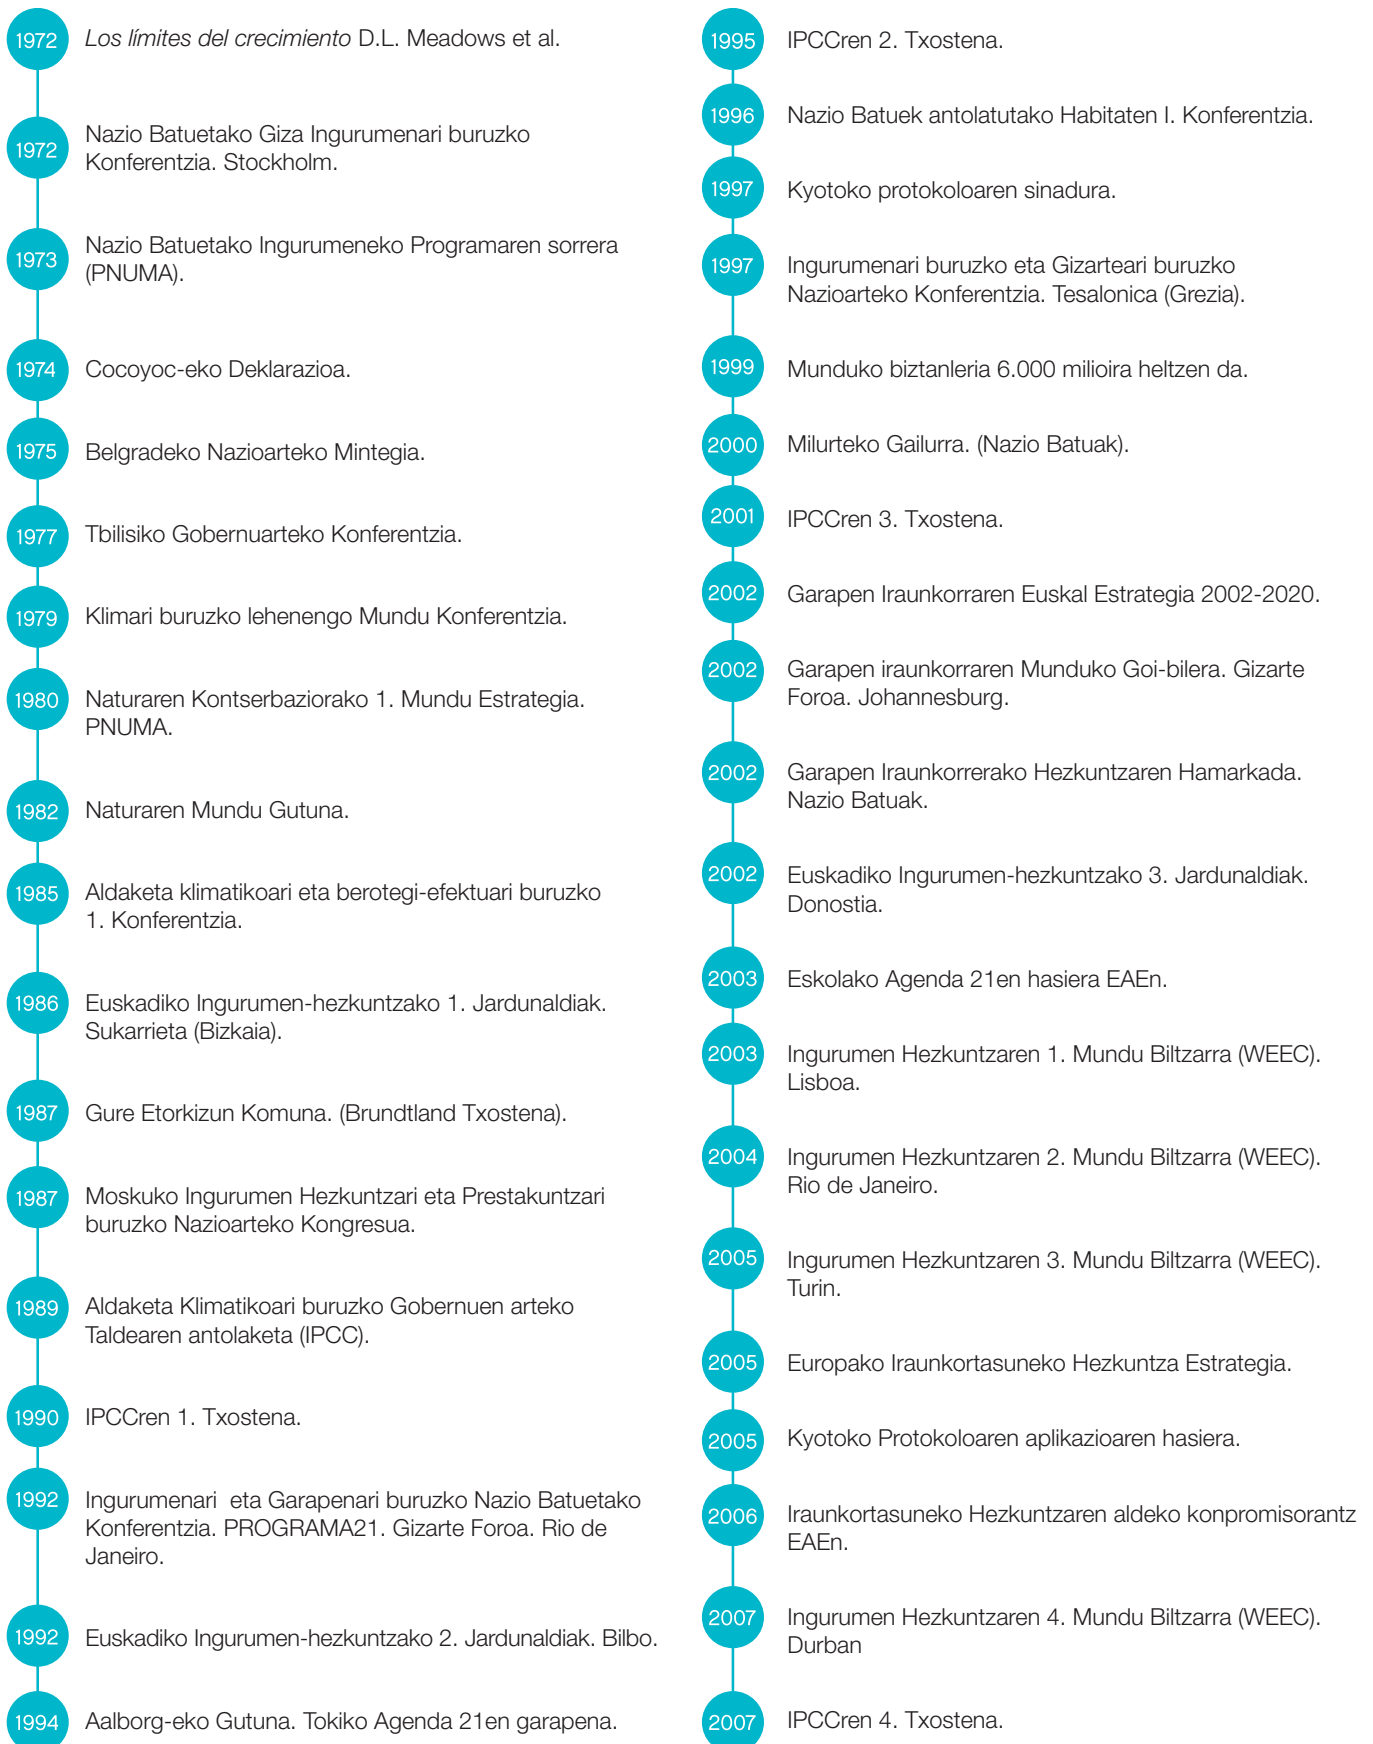 1972
Los límites del crecimiento D.L. Meadows et al.
1972
Nazio Batuetako Giza Ingurumenari buruzko
Konferentzia. Stockholm.
1973
Nazio Batuetako Ingurumeneko Programaren sorrera
(PNUMA).
1974
Cocoyoc-eko Deklarazioa.
1975
Belgradeko Nazioarteko Mintegia.
1977
Tbilisiko Gobernuarteko Konferentzia.
1979
Klimari buruzko lehenengo Mundu Konferentzia.
1980
Naturaren Kontserbaziorako 1. Mundu Estrategia.
PNUMA.
1982
Naturaren Mundu Gutuna.
1985
Aldaketa klimatikoari eta berotegi-efektuari buruzko
1. Konferentzia.
1986
Euskadiko Ingurumen-hezkuntzako 1. Jardunaldiak.
Sukarrieta (Bizkaia).
1987
Gure Etorkizun Komuna. (Brundtland Txostena).
1987
Moskuko Ingurumen Hezkuntzari eta Prestakuntzari
buruzko Nazioarteko Kongresua.
1989
Aldaketa Klimatikoari buruzko Gobernuen arteko
Taldearen antolaketa (IPCC).
1990
IPCCren 1. Txostena.
1992
Ingurumenari eta Garapenari buruzko Nazio Batuetako
Konferentzia. PROGRAMA21. Gizarte Foroa. Rio de
Janeiro.
1992
Euskadiko Ingurumen-hezkuntzako 2. Jardunaldiak. Bilbo.
1994
Aalborg-eko Gutuna. Tokiko Agenda 21en garapena.
1995
IPCCren 2. Txostena.
1996
Nazio Batuek antolatutako Habitaten I. Konferentzia.
1997
Kyotoko protokoloaren sinadura.
1997
Ingurumenari buruzko eta Gizarteari buruzko
Nazioarteko Konferentzia. Tesalonica (Grezia).
1999
Munduko biztanleria 6.000 milioira heltzen da.
2000
Milurteko Gailurra. (Nazio Batuak).
2001
IPCCren 3. Txostena.
2002
Garapen Iraunkorraren Euskal Estrategia 2002-2020.
2002
Garapen iraunkorraren Munduko Goi-bilera. Gizarte
Foroa. Johannesburg.
2002
Garapen Iraunkorrerako Hezkuntzaren Hamarkada.
Nazio Batuak.
2002
Euskadiko Ingurumen-hezkuntzako 3. Jardunaldiak.
Donostia.
2003
Eskolako Agenda 21en hasiera EAEn.
2003
Ingurumen Hezkuntzaren 1. Mundu Biltzarra (WEEC).
Lisboa.
2004
Ingurumen Hezkuntzaren 2. Mundu Biltzarra (WEEC).
Rio de Janeiro.
2005
Ingurumen Hezkuntzaren 3. Mundu Biltzarra (WEEC).
Turin.
2005
Europako Iraunkortasuneko Hezkuntza Estrategia.
2005
Kyotoko Protokoloaren aplikazioaren hasiera.
2006
Iraunkortasuneko Hezkuntzaren aldeko konpromisorantz
EAEn.
2007
Ingurumen Hezkuntzaren 4. Mundu Biltzarra (WEEC).
Durban
2007
IPCCren 4. Txostena.